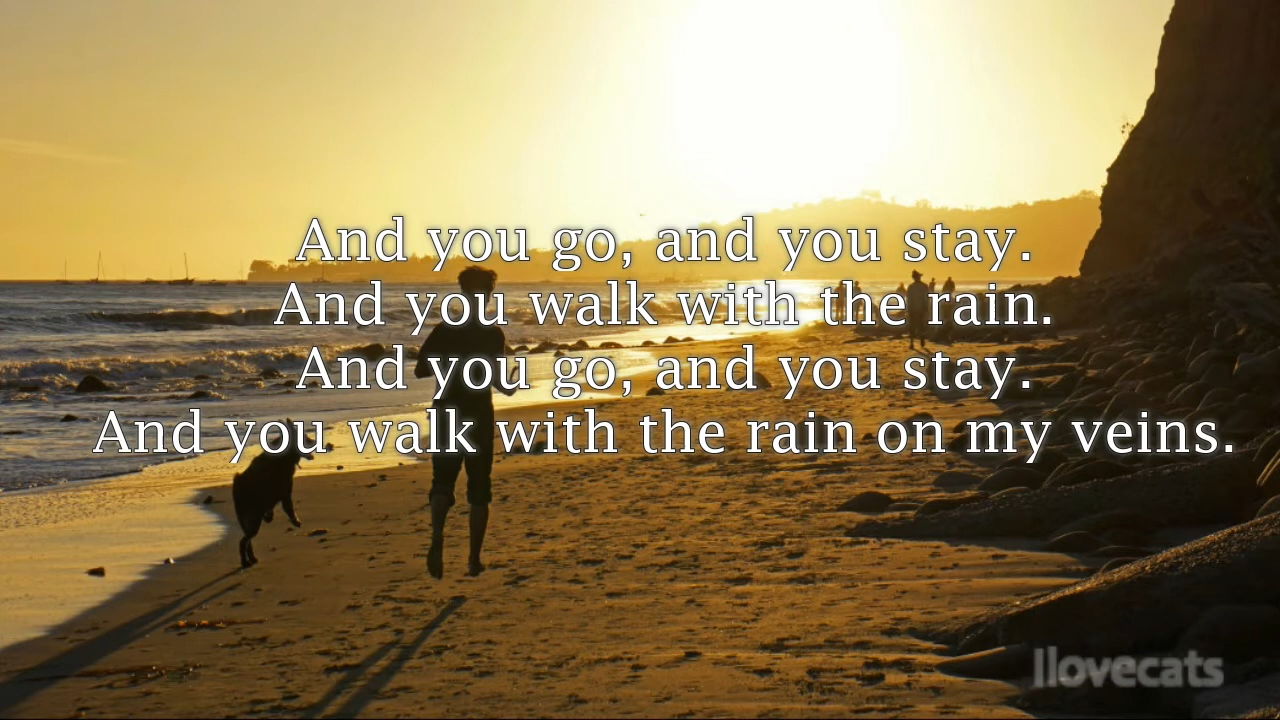 And you go, and you stay.
And you walk with the rain.
And you go, and you stay.
And you walk with the rain on my veins.
Ilovecats